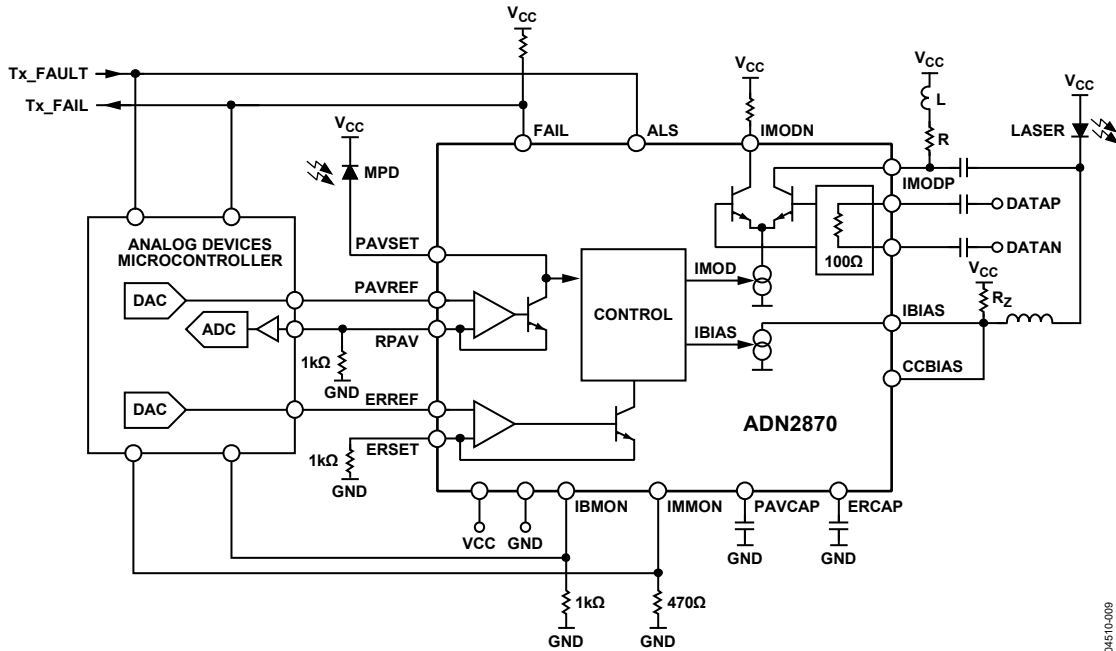 VCC
Tx_FAULT
Tx_FAIL
VCC
VCC
VCC
L
R
LASER
VCC
MPD
FAIL
ALS
IMODN
IMODP
DATAP
DATAN
100Ω
ANALOG DEVICES
MICROCONTROLLER
PAVSET
PAVREF
RPAV
DAC
ADC
1kΩ
GND
CONTROL
IMOD
IBIAS
VCC
RZ
IBIAS
CCBIAS
DAC
ERREF
ERSET
1kΩ
GND
ADN2870
VCC
GND
IBMON
IMMON
PAVCAP
ERCAP
GND
GND
1kΩ
GND
470Ω
GND
04510-009